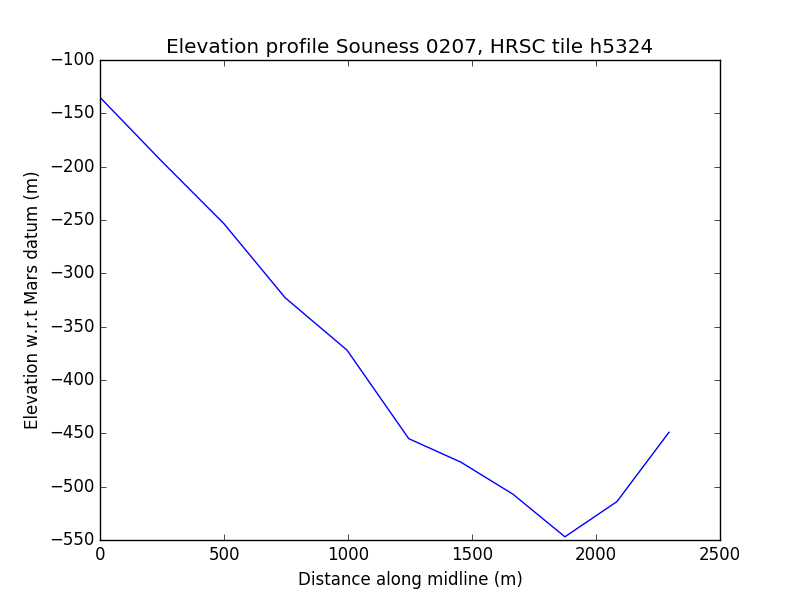 Elevation profile Souness 0207, HRSC tile h5324
−100
−150
−200
−250
−300
−350
−400
−450
−500
−550
Elevation w.r.t Mars datum (m)
0 500 1000 1500 2000 2500
Distance along midline (m)